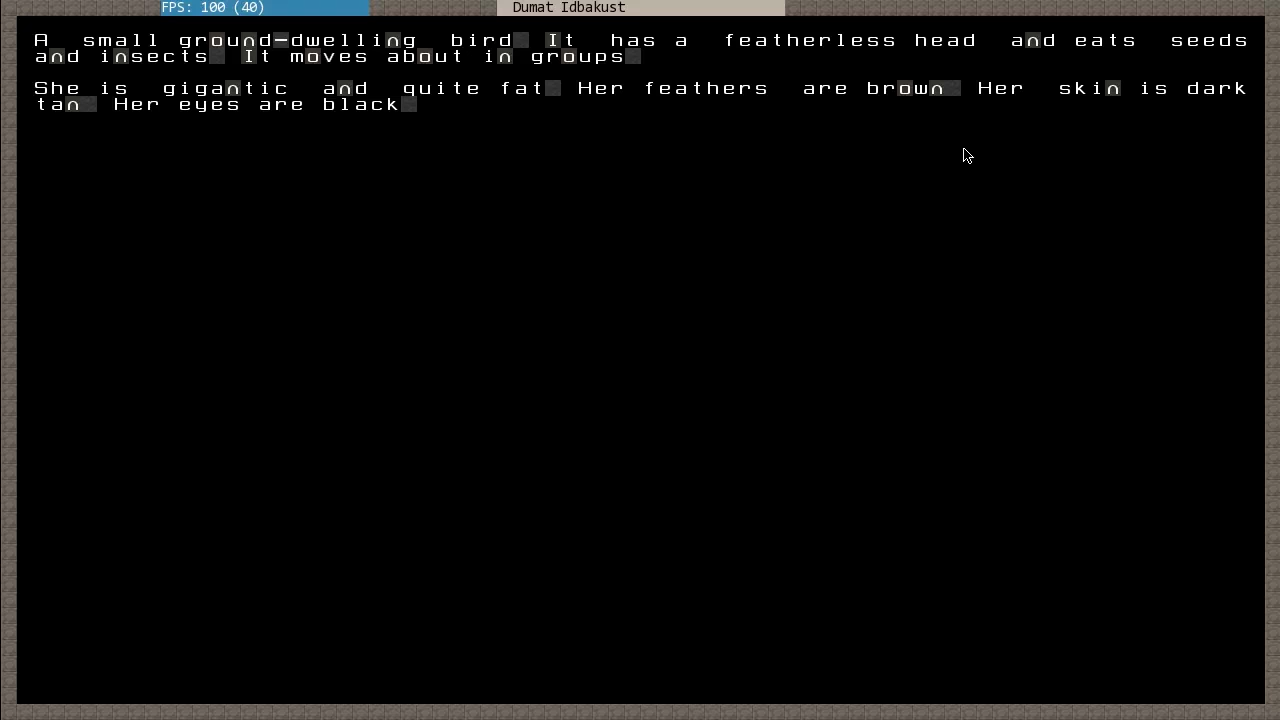 FPS: 100 (40)
Dumat Idbakust
A small ground-dwelling bird. It has a featherless head and eats seeds
and insects. It moves about in groups.
She is gigantic and quite fat. Her feathers are brown. Her skin is dark
tan. Her eyes are black.